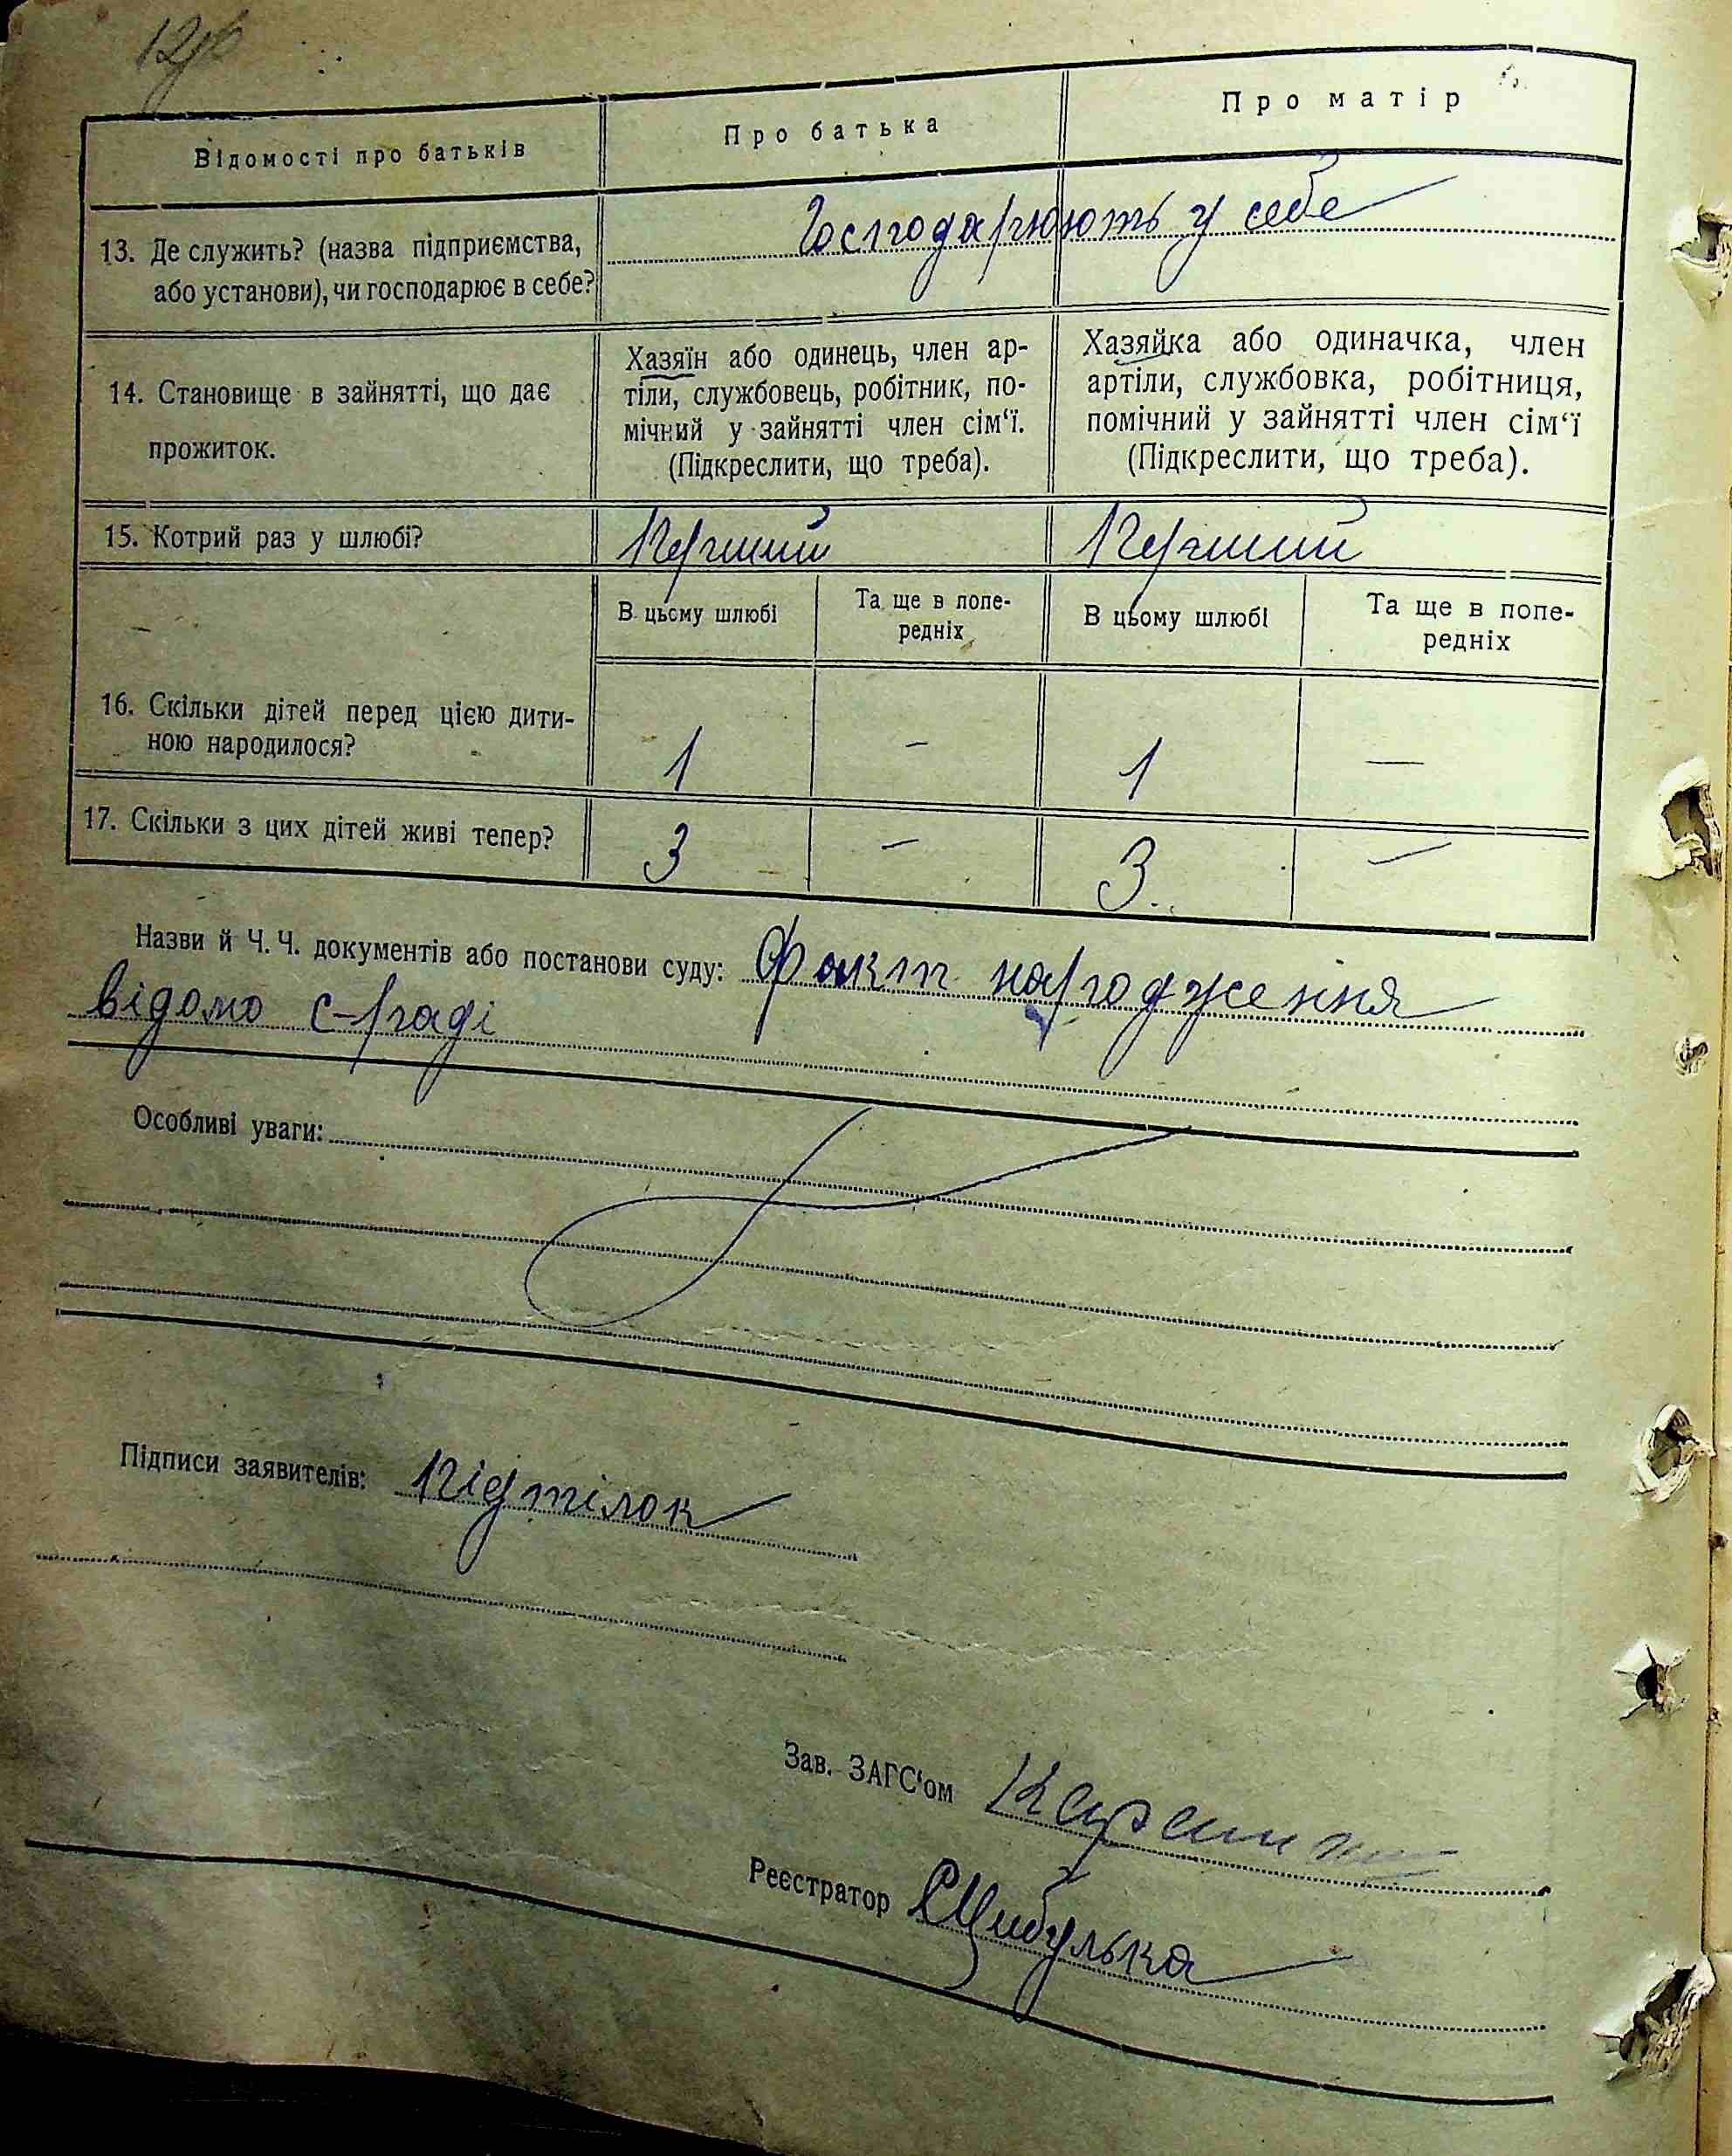 Відомості про батьків
Про батька
Про матір
13. Де служить? (назва підприємства,
або установи), чи господарює в себе?
Господарюють у себе
14. Становище в зайнятті, що дає
прожиток.
Хазяїн або одинець, член ар-
тіли, службовець, робітник, по-
мічний у зайнятті член сім‘ї.
(Підкреслити, що треба).
Хазяйка або одиначка, член
артіли, службовка, робітниця,
помічний у зайнятті член сім‘ї
(Підкреслити, що треба).
15. Котрий раз у шлюбі?
Перший
Перший
В цьому шлюбі
Та ще в попе-
редніх
В цьому шлюбі
Та ще в попе-
редніх
16. Скільки дітей перед цією дити-
ною народилося?
1
–
1
—
17. Скільки з цих дітей живі тепер?
3
–
3.
—
Назви й Ч. Ч. документів або постанови суду: Факт народження
відомо с-раді
Особливі уваги:
Підписи заявителів: Підтілок
Зав. ЗАГС‘ом
Реєстратор Цибулька